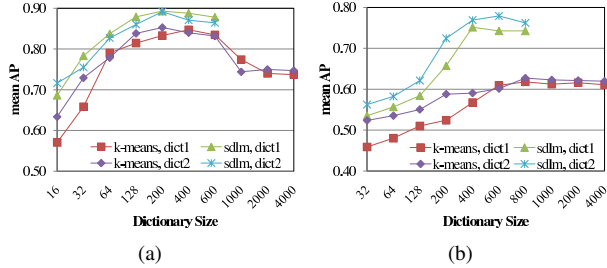 0.90
0.80
0.70
0.60
0.50
mean AP
k-means, dict1
sdlm, dict1
k-means, dict2
sdlm, dict2
16
32
64
128
200
400
600
1000
2000
4000
Dictionary Size
(a)
0.80
0.70
0.60
0.50
0.40
mean AP
k-means, dict1
sdlm, dict1
k-means, dict2
sdlm, dict2
32
64
128
200
400
600
800
1000
2000
4000
Dictionary Size
(b)